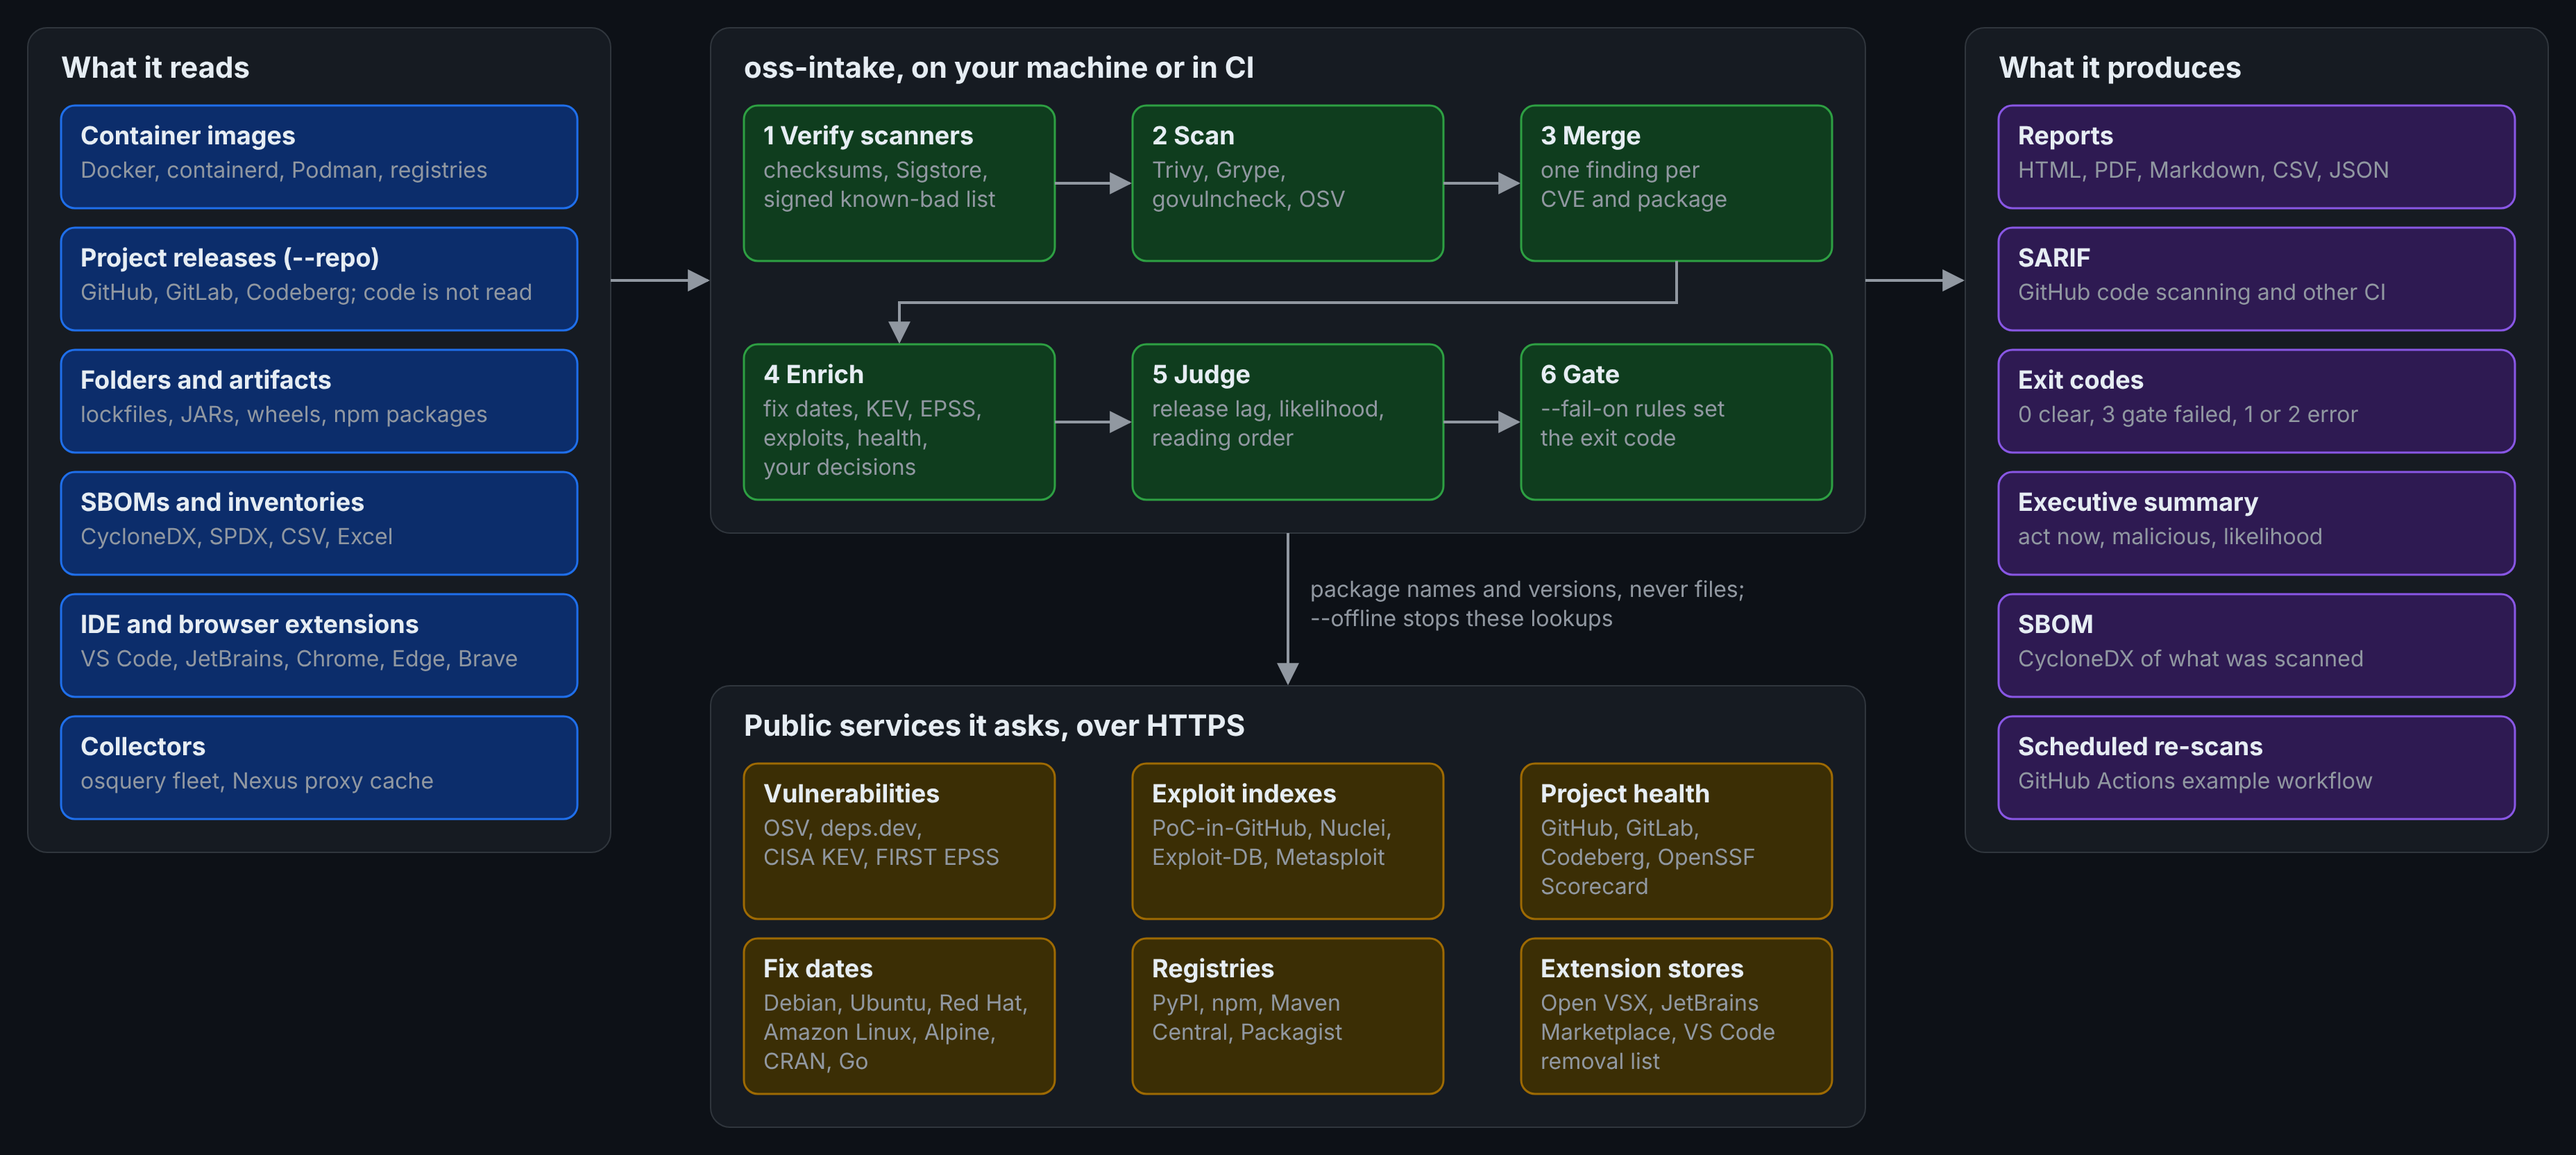 What it reads
Container images
Docker, containerd, Podman, registries
Project releases (--repo)
GitHub, GitLab, Codeberg; code is not read
Folders and artifacts
lockfiles, JARs, wheels, npm packages
SBOMs and inventories
CycloneDX, SPDX, CSV, Excel
IDE and browser extensions
VS Code, JetBrains, Chrome, Edge, Brave
Collectors
osquery fleet, Nexus proxy cache
oss-intake, on your machine or in CI
1 Verify scanners
checksums, Sigstore,
signed known-bad list
2 Scan
Trivy, Grype,
govulncheck, OSV
3 Merge
one finding per
CVE and package
4 Enrich
fix dates, KEV, EPSS,
exploits, health,
your decisions
5 Judge
release lag, likelihood,
reading order
6 Gate
--fail-on rules set
the exit code
package names and versions, never files;
--offline stops these lookups
Public services it asks, over HTTPS
Vulnerabilities
OSV, deps.dev,
CISA KEV, FIRST EPSS
Exploit indexes
PoC-in-GitHub, Nuclei,
Exploit-DB, Metasploit
Project health
GitHub, GitLab,
Codeberg, OpenSSF
Scorecard
Fix dates
Debian, Ubuntu, Red Hat,
Amazon Linux, Alpine,
CRAN, Go
Registries
PyPI, npm, Maven
Central, Packagist
Extension stores
Open VSX, JetBrains
Marketplace, VS Code
removal list
What it produces
Reports
HTML, PDF, Markdown, CSV, JSON
SARIF
GitHub code scanning and other CI
Exit codes
0 clear, 3 gate failed, 1 or 2 error
Executive summary
act now, malicious, likelihood
SBOM
CycloneDX of what was scanned
Scheduled re-scans
GitHub Actions example workflow